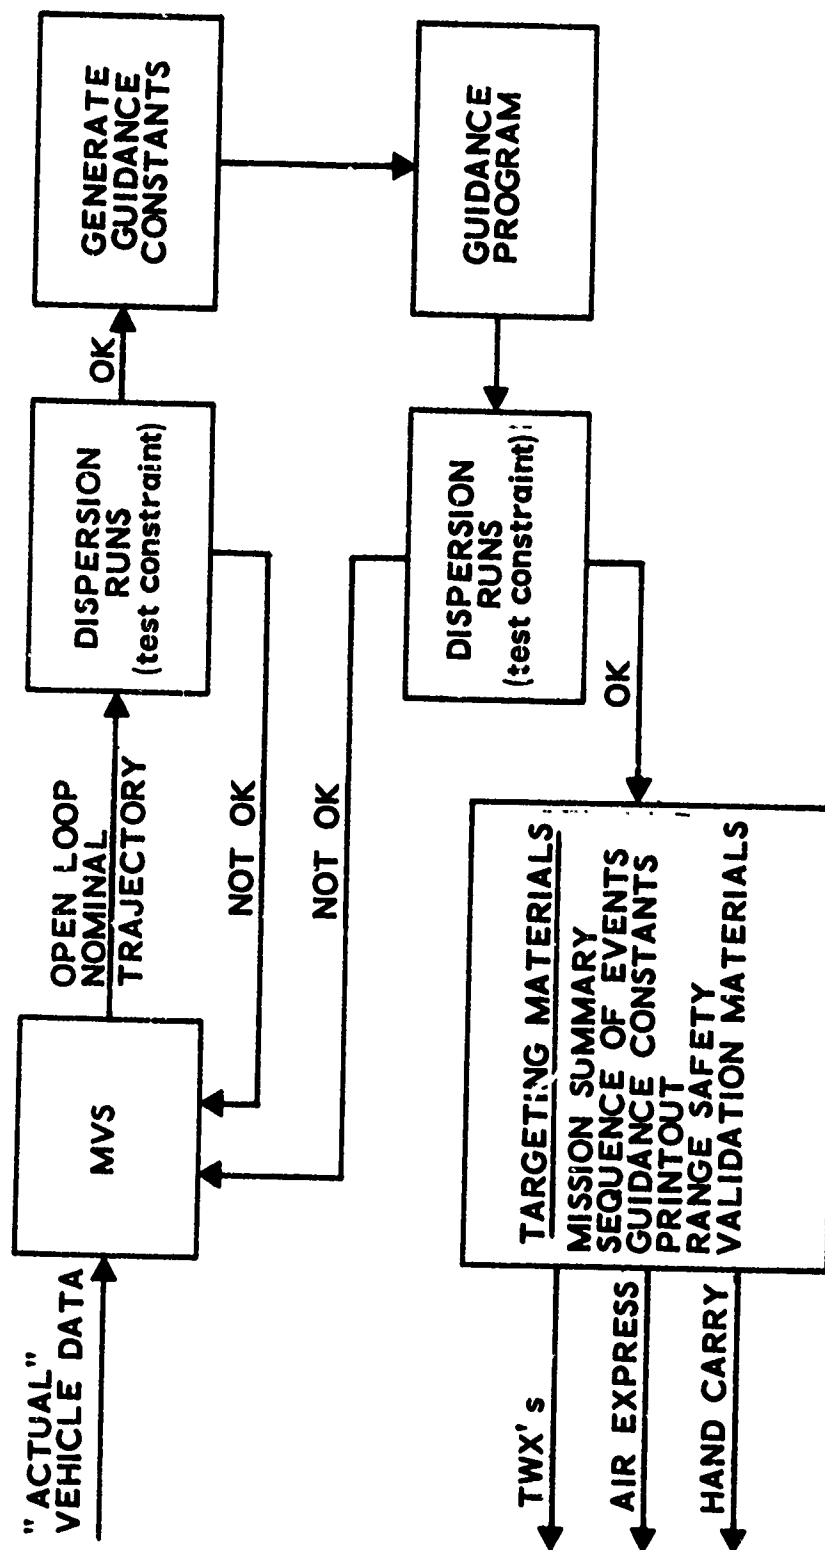 "ACTUAL"
VEHICLE DATA
MVS
OPEN LOOP
NOMINAL
TRAJECTORY
DISPERSION
RUNS
(test constraint)
OK
GENERATE
GUIDANCE
CONSTANTS
NOT OK
NOT OK
GUIDANCE
PROGRAM
DISPERSION
RUNS
(test constraint)
OK
TARGETING MATERIALS
MISSION SUMMARY
SEQUENCE OF EVENTS
GUIDANCE CONSTANTS
PRINTOUT
RANGE SAFETY
VALIDATION MATERIALS
TWX's
AIR EXPRESS
HAND CARRY